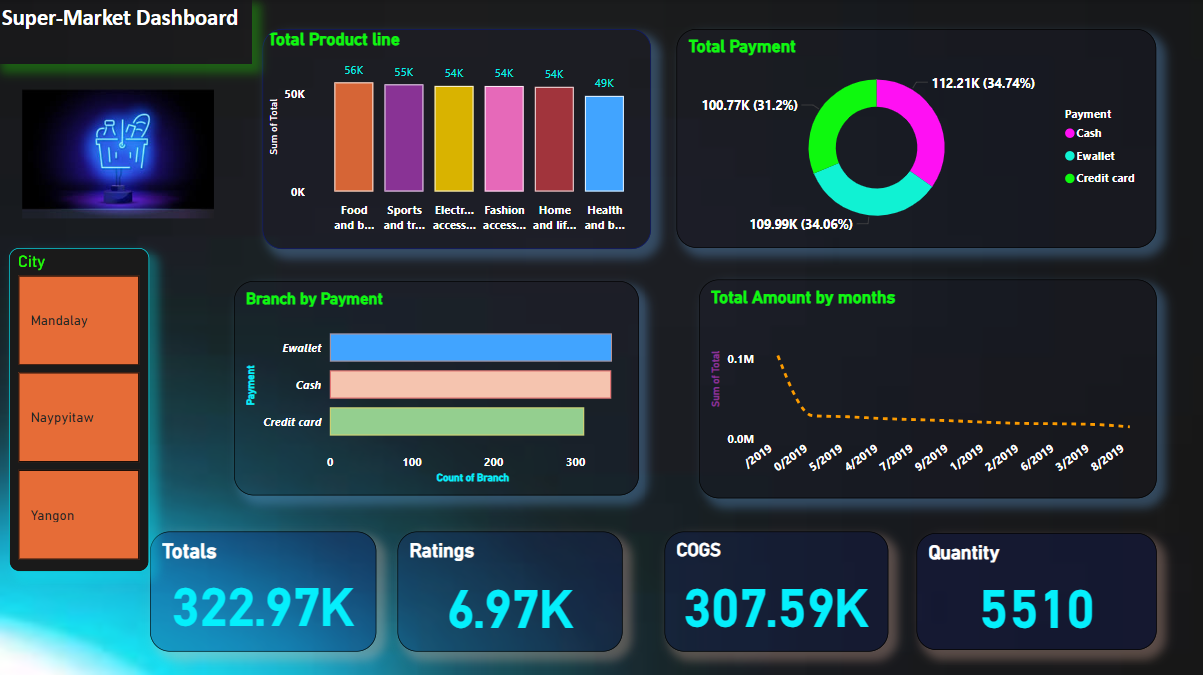 Super-Market Dashboard
Total Product line
Sum of Total
50K
0K
56K
55K
54K
54K
54K
49K
Food and b...
Sports and tr...
Electr... access...
Fashion access...
Home and lif...
Health and b...
Total Payment
112.21K (34.74%)
100.77K (31.2%)
109.99K (34.06%)
Payment
Cash
Ewallet
Credit card
City
Mandalay
Naypyitaw
Yangon
Branch by Payment
Payment
Ewallet
Cash
Credit card
0
100
200
300
Count of Branch
Total Amount by months
Sum of Total
0.1M
0.0M
/2019
0/2019
5/2019
4/2019
7/2019
9/2019
1/2019
2/2019
6/2019
3/2019
8/2019
Totals
322.97K
Ratings
6.97K
COGS
307.59K
Quantity
5510